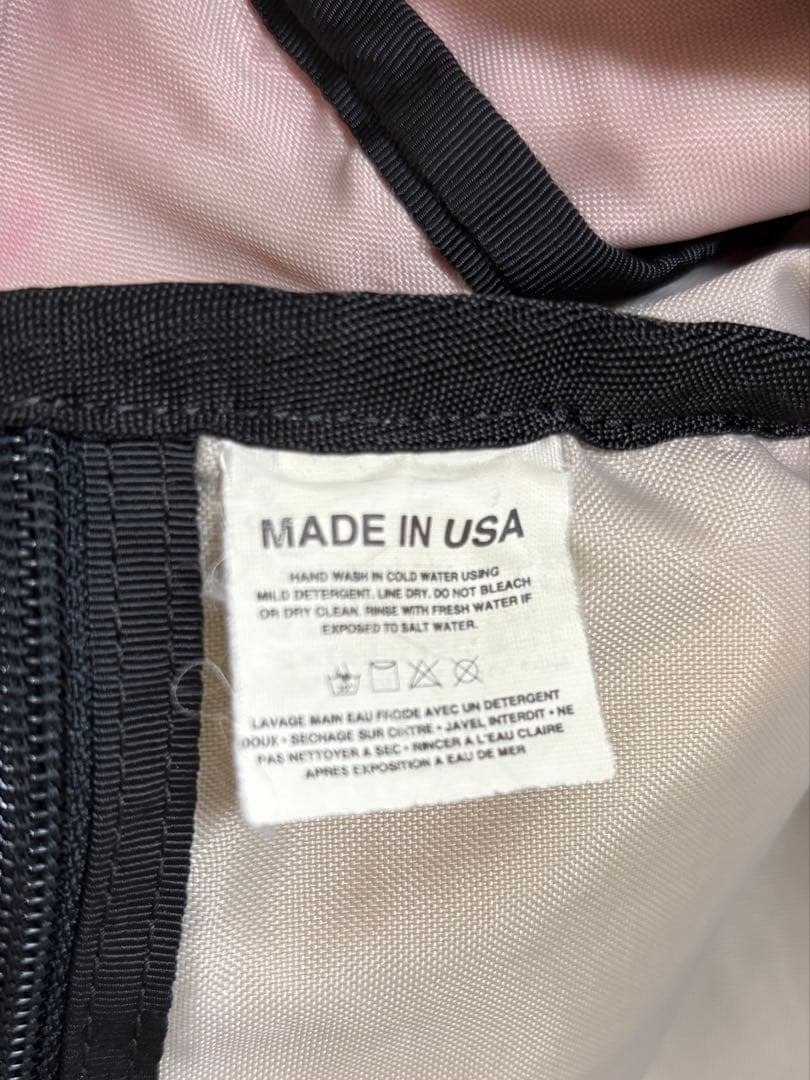 MADE IN USA
HAND WASH IN COLD WATER USING
MILD DETERGENT. LINE DRY. DO NOT BLEACH
OR DRY CLEAN. RINSE WITH FRESH WATER IF
EXPOSED TO SALT WATER.
LAVAGE MAIN EAU FROIDE AVEC UN DETERGENT
DOUX • SECHAGE SUR CINTRE • JAVEL INTERDIT • NE
PAS NETTOYER A SEC • RINCER A L'EAU CLAIRE
APRES EXPOSITION A EAU DE MER